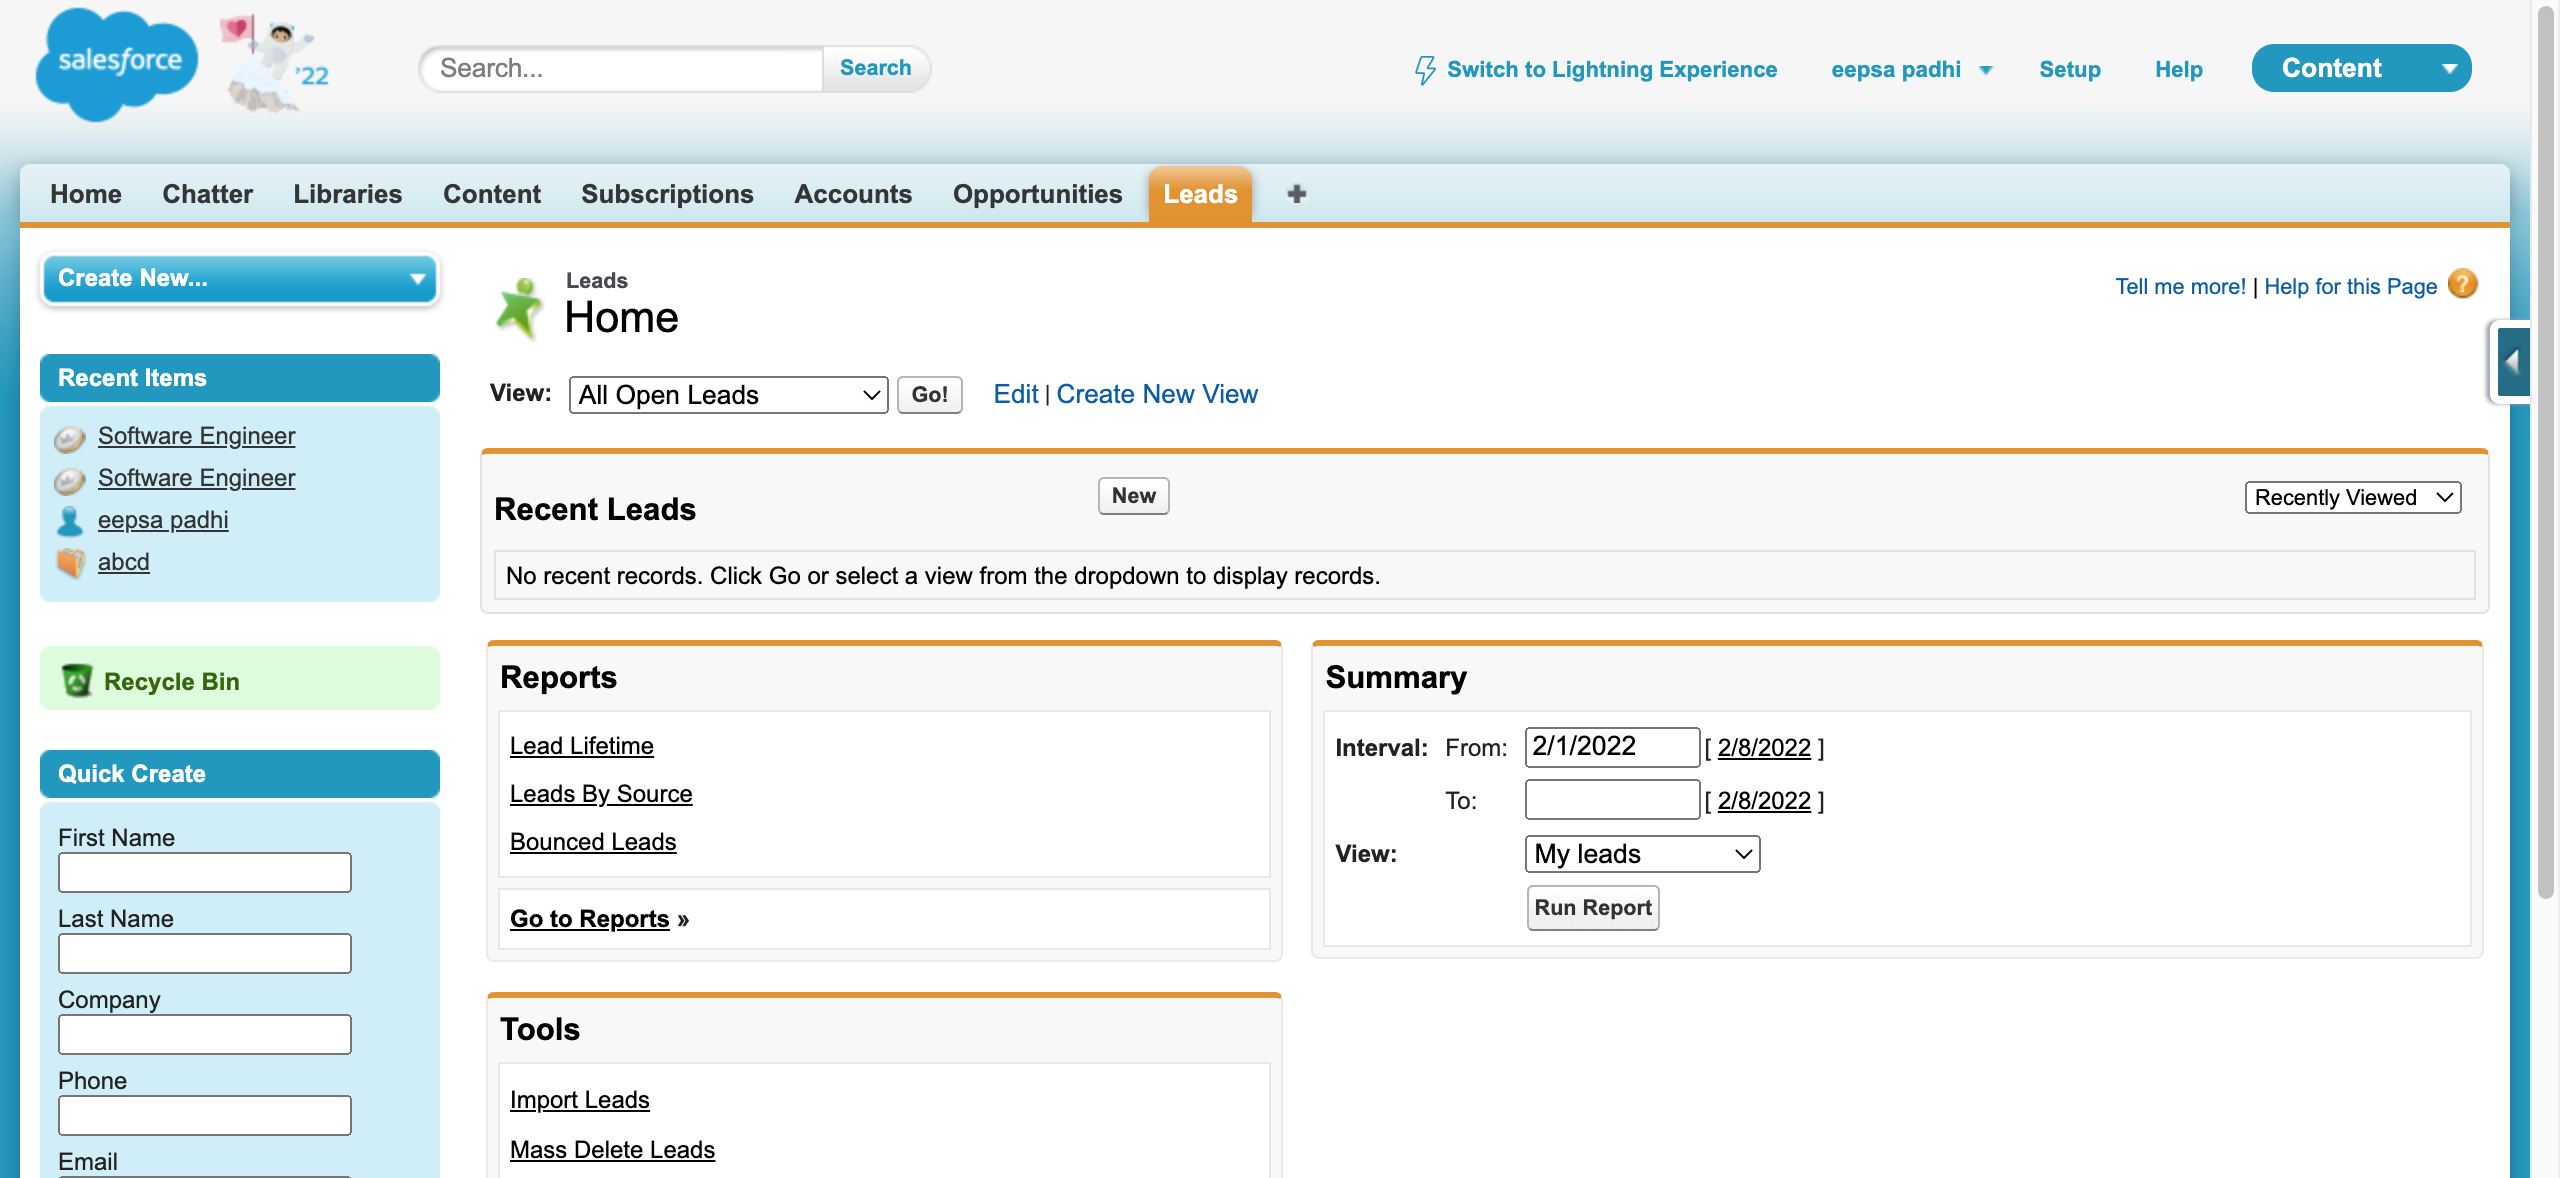 salesforce
'22
Search...
Search
Switch to Lightning Experience
eepsa padhi
Setup
Help
Content
Home
Chatter
Libraries
Content
Subscriptions
Accounts
Opportunities
Leads
Create New...
Recent Items
Software Engineer
Software Engineer
eepsa padhi
abcd
Recycle Bin
Quick Create
First Name
Last Name
Company
Phone
Email
Leads
Home
Tell me more! | Help for this Page ?
View: All Open Leads Go! Edit | Create New View
Recent Leads
New
Recently Viewed
No recent records. Click Go or select a view from the dropdown to display records.
Reports
Lead Lifetime
Leads By Source
Bounced Leads
Go to Reports »
Summary
Interval: From: 2/1/2022 [ 2/8/2022 ]
To: [ 2/8/2022 ]
View: My leads
Run Report
Tools
Import Leads
Mass Delete Leads